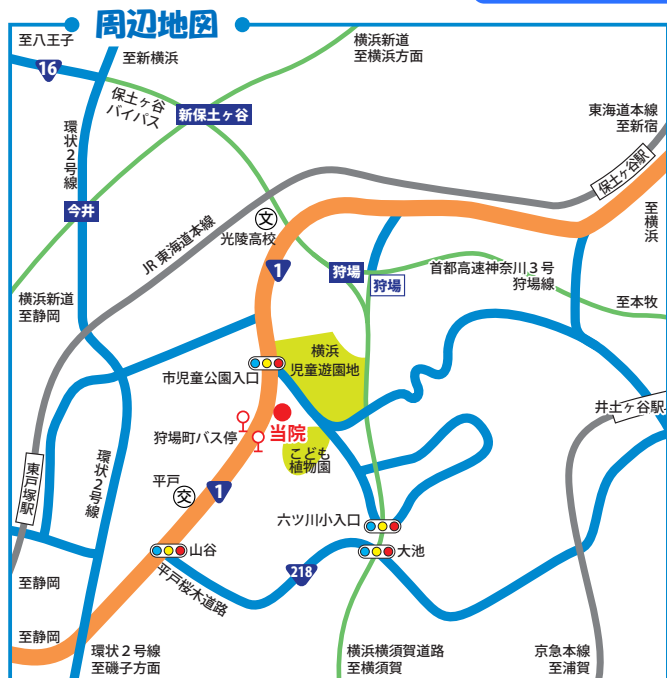 周辺地図
至八王子
16
至新横浜
横浜新道
至横浜方面
保土ヶ谷
バイパス
新保土ヶ谷
東海道本線
至新宿
環状2号線
保土ヶ谷駅
今井
文
光陵高校
JR 東海道本線
至横浜
1
狩場
狩場
首都高速神奈川3号
狩場線
横浜新道
至静岡
至本牧
横浜
児童遊園地
市児童公園入口
井土ヶ谷駅
狩場町バス停
当院
こども
植物園
東戸塚駅
環状2号線
平戸
交
1
六ツ川小入口
山谷
大池
218
平戸桜木道路
至静岡
至静岡
環状2号線
至磯子方面
横浜横須賀道路
至横須賀
京急本線
至浦賀